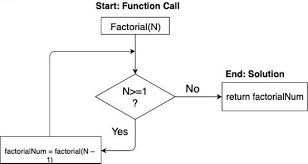 Start: Function Call
Factorial(N)
N>=1
?
No
End: Solution
return factorialNum
Yes
factorialNum = factorial(N –
1)